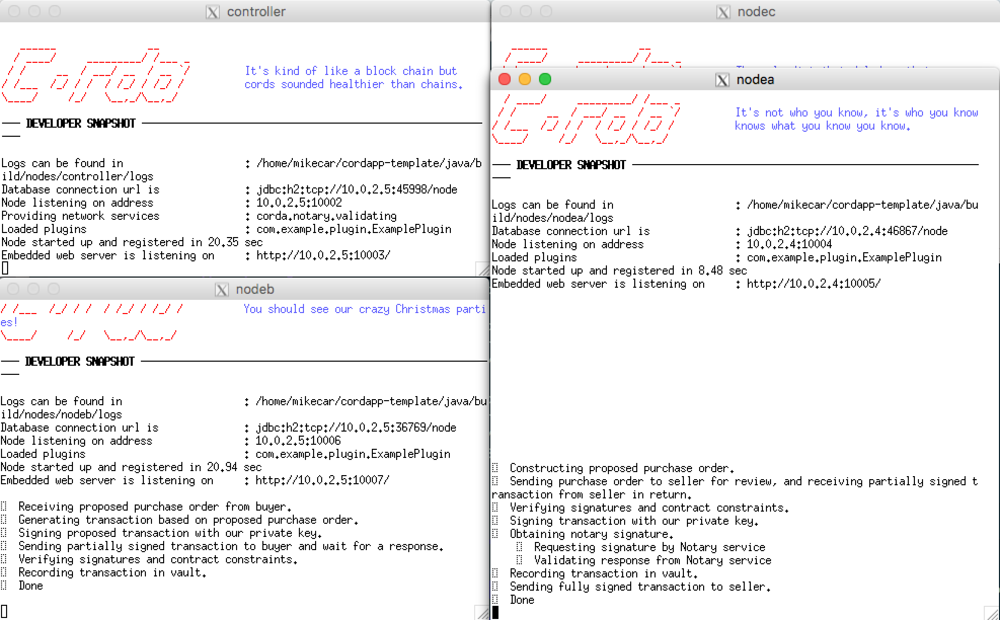 controller
It's kind of like a block chain but
cords sounded healthier than chains.
DEVELOPER SNAPSHOT
Logs can be found in : /home/mikecar/cordapp-template/java/b
ild/nodes/controller/logs
Database connection url is : jdbc:h2:tcp://10.0.2.5:45998/node
Node listening on address : 10.0.2.5:10002
Providing network services : corda.notary.validating
Loaded plugins : com.example.plugin.ExamplePlugin
Node started up and registered in 20.35 sec
Embedded web server is listening on : http://10.0.2.5:10003/
nodeb
You should see our crazy Christmas parti
es!
DEVELOPER SNAPSHOT
Logs can be found in : /home/mikecar/cordapp-template/java/bu
ild/nodes/nodeb/logs
Database connection url is : jdbc:h2:tcp://10.0.2.5:36769/node
Node listening on address : 10.0.2.5:10006
Loaded plugins : com.example.plugin.ExamplePlugin
Node started up and registered in 20.94 sec
Embedded web server is listening on : http://10.0.2.5:10007/
Receiving proposed purchase order from buyer.
Generating transaction based on proposed purchase order.
Signing proposed transaction with our private key.
Sending partially signed transaction to buyer and wait for a response.
Verifying signatures and contract constraints.
Recording transaction in vault.
Done
nodec
nodea
Corda
It's not who you know, it's who you know
knows what you know you know.
DEVELOPER SNAPSHOT
Logs can be found in : /home/mikecar/cordapp-template/java/bu
ild/nodes/nodea/logs
Database connection url is : jdbc:h2:tcp://10.0.2.4:46867/node
Node listening on address : 10.0.2.4:10004
Loaded plugins : com.example.plugin.ExamplePlugin
Node started up and registered in 8.48 sec
Embedded web server is listening on : http://10.0.2.4:10005/
Constructing proposed purchase order.
Sending purchase order to seller for review, and receiving partially signed t
ransaction from seller in return.
Verifying signatures and contract constraints.
Signing transaction with our private key.
Obtaining notary signature.
Requesting signature by Notary service
Validating response from Notary service
Recording transaction in vault.
Sending fully signed transaction to seller.
Done